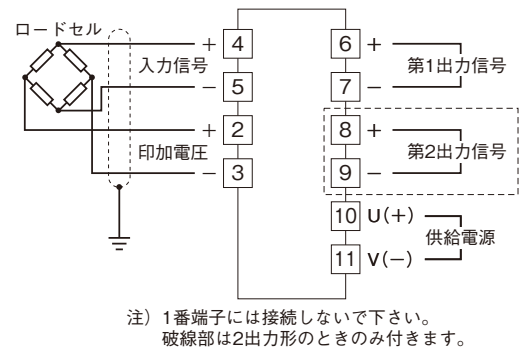 ロードセル
+ 4
入力信号
− 5
+ 2
印加電圧
− 3
6 +
第1出力信号
7 −
8 +
第2出力信号
9 −
10 U(+)
供給電源
11 V(−)
注）1番端子には接続しないで下さい。
破線部は2出力形のときのみ付きます。